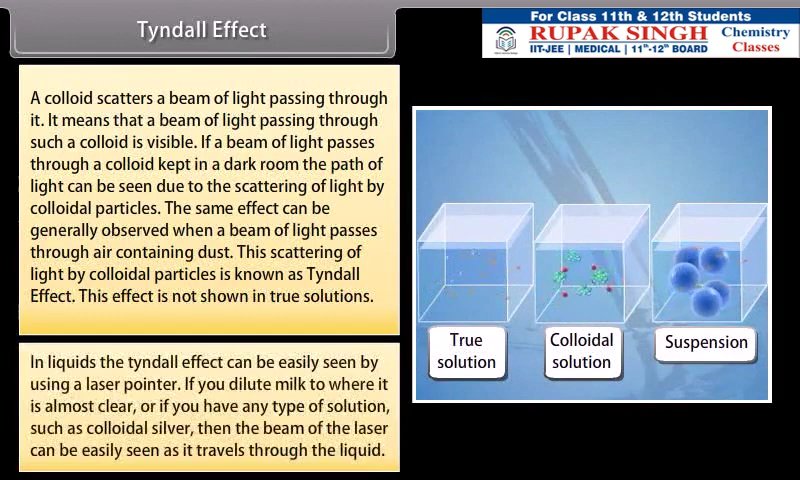 Tyndall Effect
For Class 11th & 12th Students
RUPAK SINGH
IIT-JEE | MEDICAL | 11th-12th BOARD
Chemistry
Classes
A colloid scatters a beam of light passing through
it. It means that a beam of light passing through
such a colloid is visible. If a beam of light passes
through a colloid kept in a dark room the path of
light can be seen due to the scattering of light by
colloidal particles. The same effect can be
generally observed when a beam of light passes
through air containing dust. This scattering of
light by colloidal particles is known as Tyndall
Effect. This effect is not shown in true solutions.
In liquids the tyndall effect can be easily seen by
using a laser pointer. If you dilute milk to where it
is almost clear, or if you have any type of solution,
such as colloidal silver, then the beam of the laser
can be easily seen as it travels through the liquid.
True
solution
Colloidal
solution
Suspension